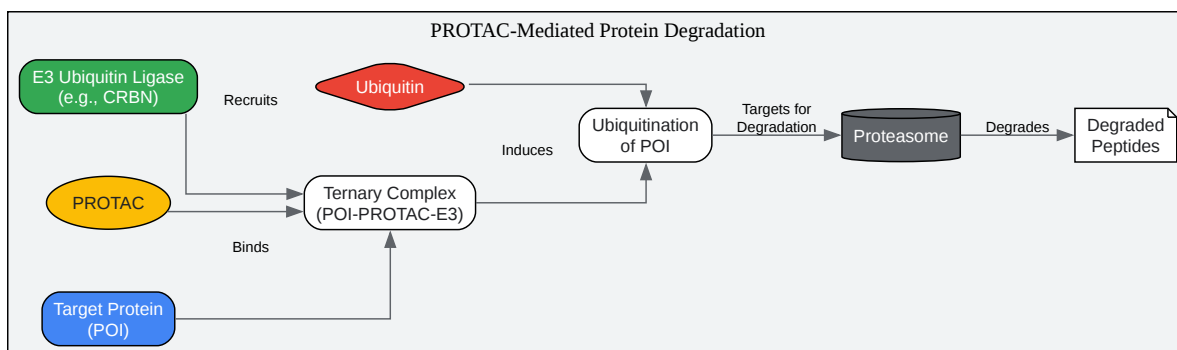 PROTAC-Mediated Protein Degradation
E3 Ubiquitin Ligase
(e.g., CRBN)
Recruits
Ubiquitin
Ubiquitination
of POI
Targets for
Degradation
Proteasome
Degrades
Degraded
Peptides
Induces
PROTAC
Ternary Complex
(POI-PROTAC-E3)
Binds
Target Protein
(POI)